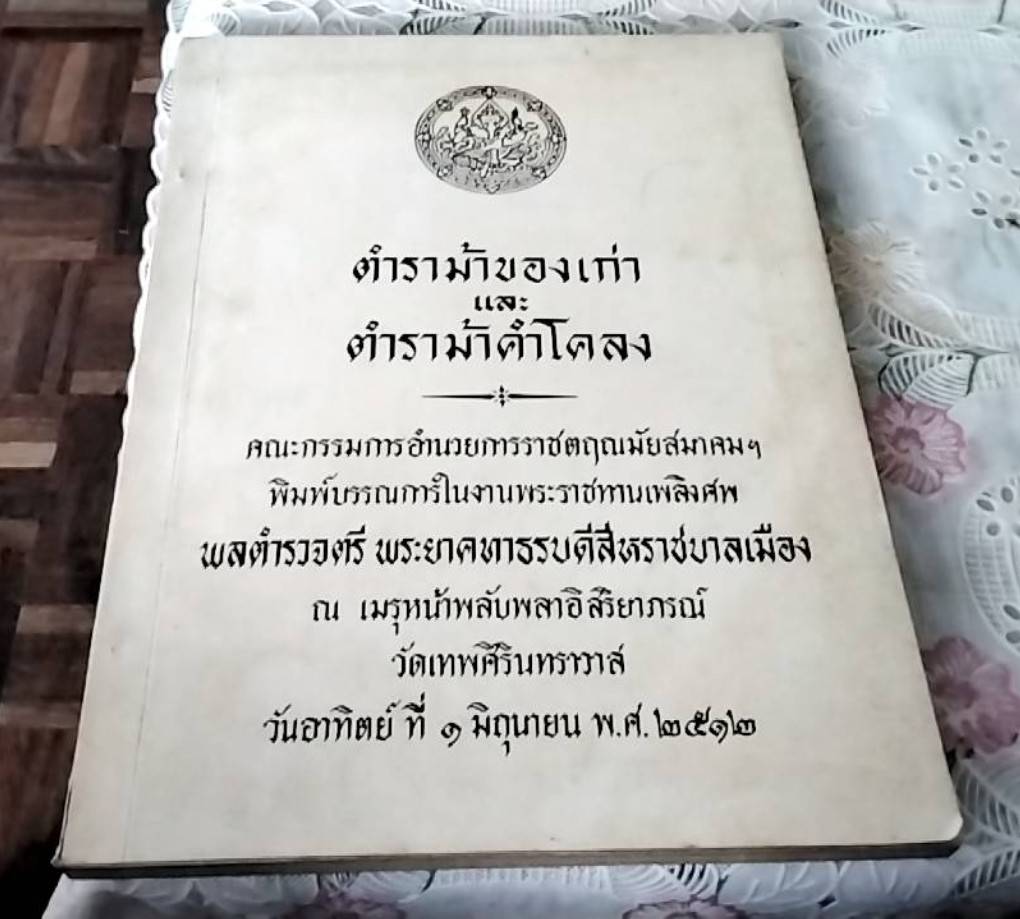 ตำราม้าของเก่า
และ
ตำราม้าคำโคลง
คณะกรรมการอำนวยการราชตฤณมัยสมาคมฯ
พิมพ์บรรณการในงานพระราชทานเพลิงศพ
พลตำรวจตรี พระยาคทาธรบดีสีหราชบาลเมือง
ณ เมรุหน้าพลับพลาอิสริยาภรณ์
วัดเทพศิรินทราวาส
วันอาทิตย์ ที่ ๑ มิถุนายน พ.ศ. ๒๕๑๒